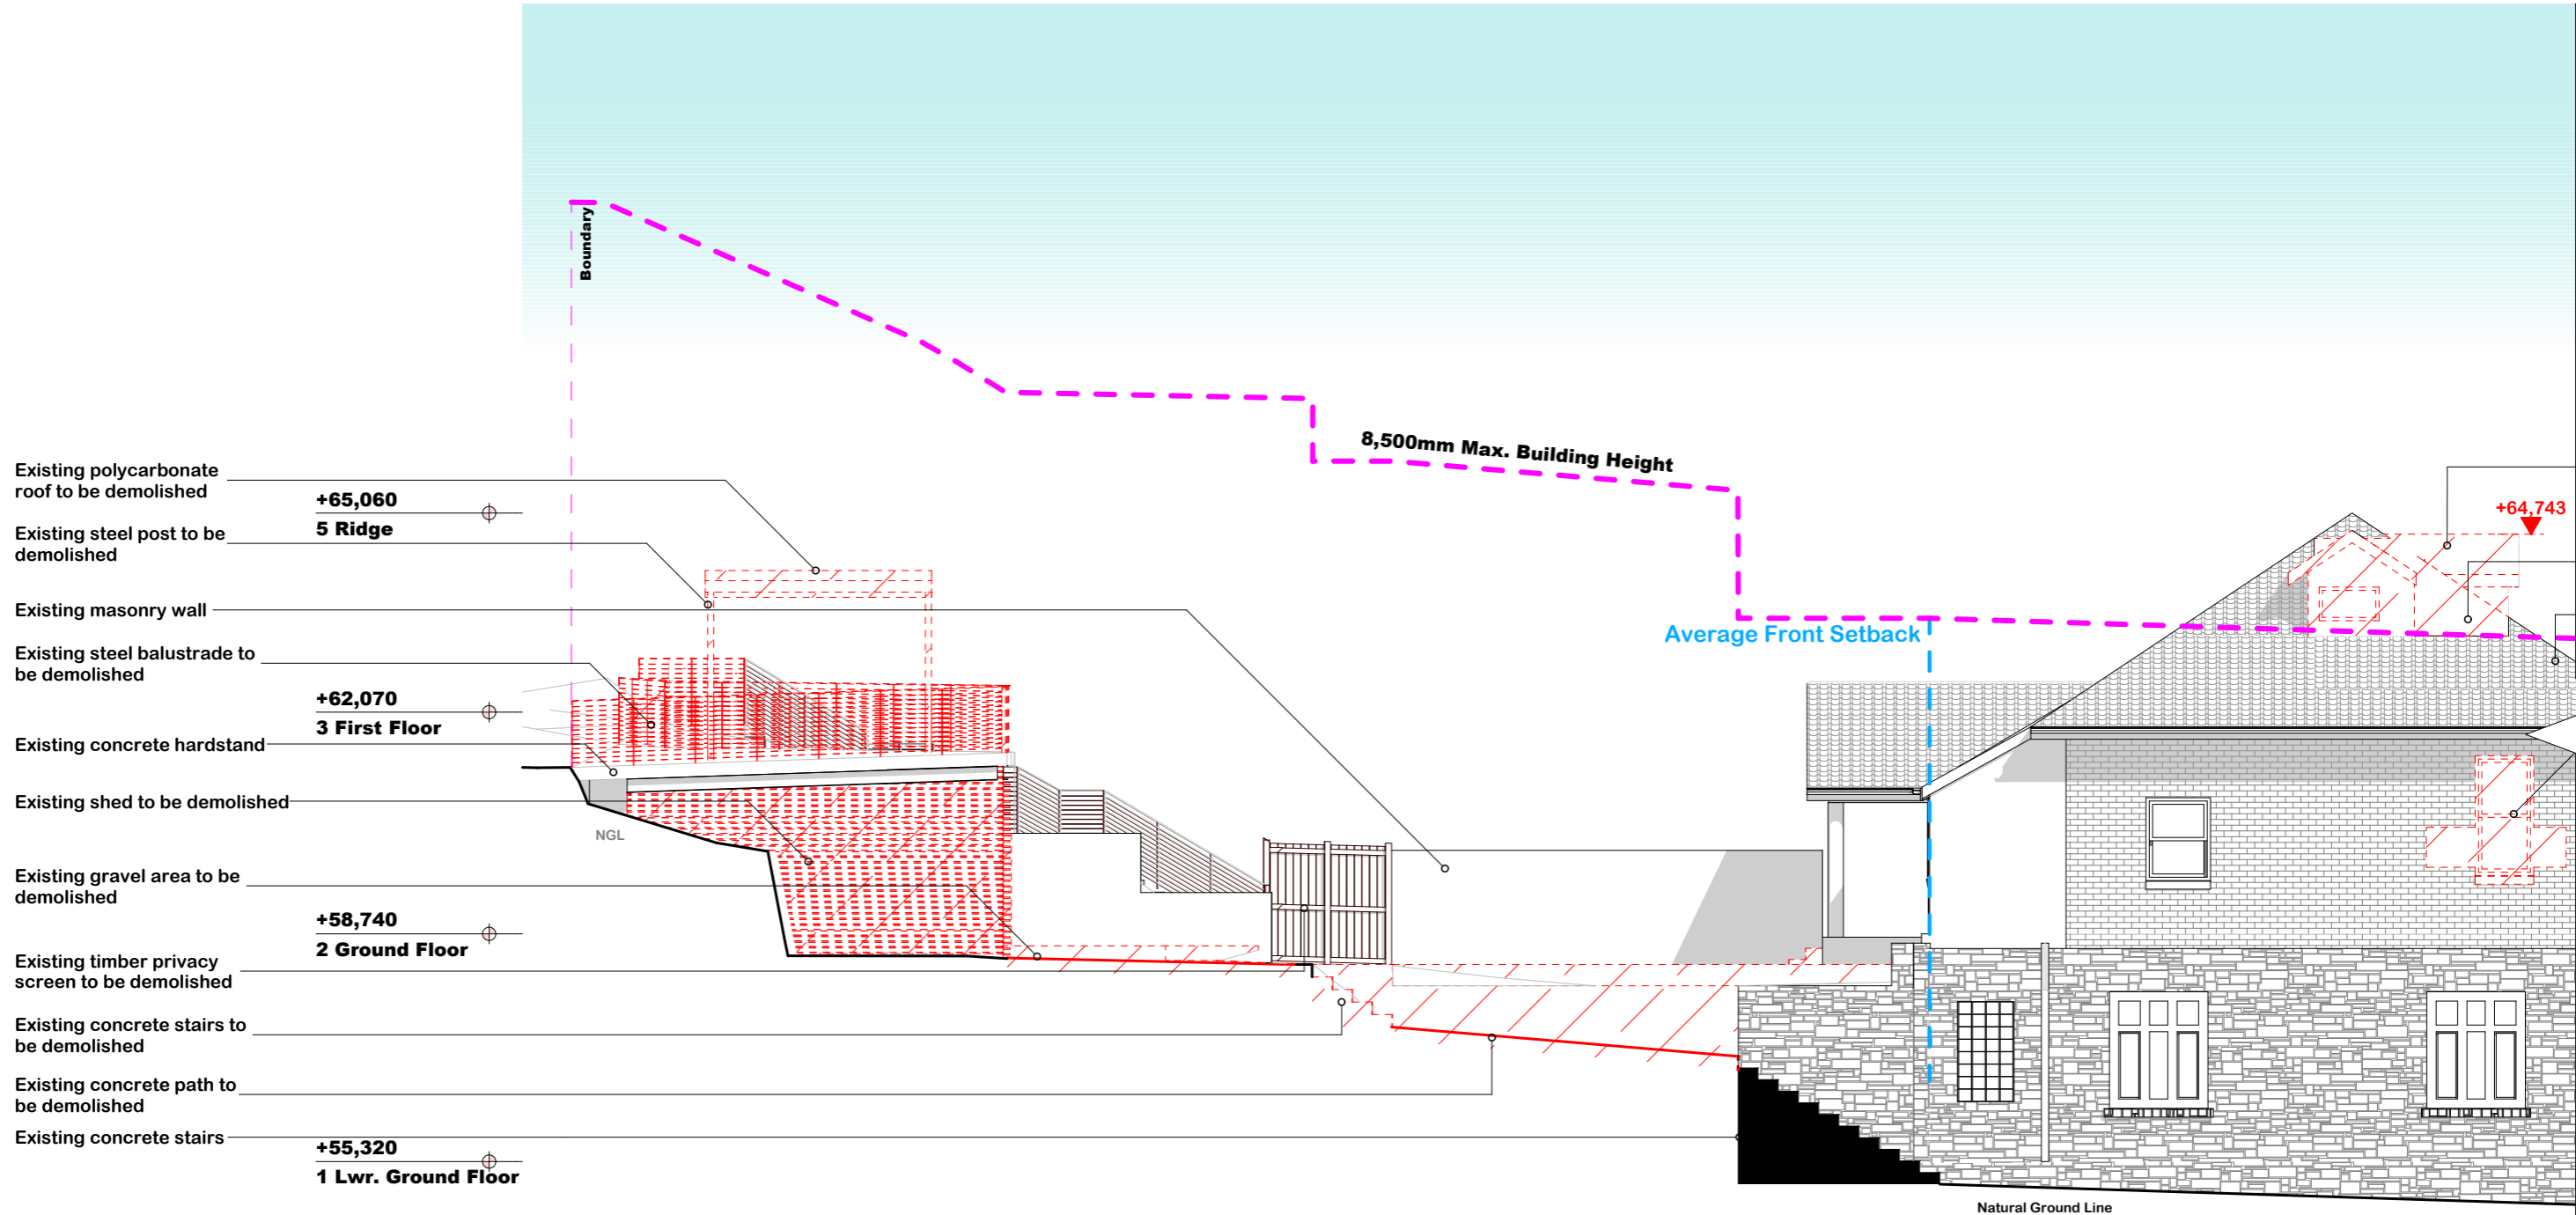 Boundary
8,500mm Max. Building Height
Existing polycarbonate
roof to be demolished
+65,060
5 Ridge
Existing steel post to be
demolished
+64,743
Existing masonry wall
Average Front Setback
Existing steel balustrade to
be demolished
+62,070
3 First Floor
Existing concrete hardstand
Existing shed to be demolished
NGL
Existing gravel area to be
demolished
+58,740
2 Ground Floor
Existing timber privacy
screen to be demolished
Existing concrete stairs to
be demolished
Existing concrete path to
be demolished
Existing concrete stairs
+55,320
1 Lwr. Ground Floor
Natural Ground Line